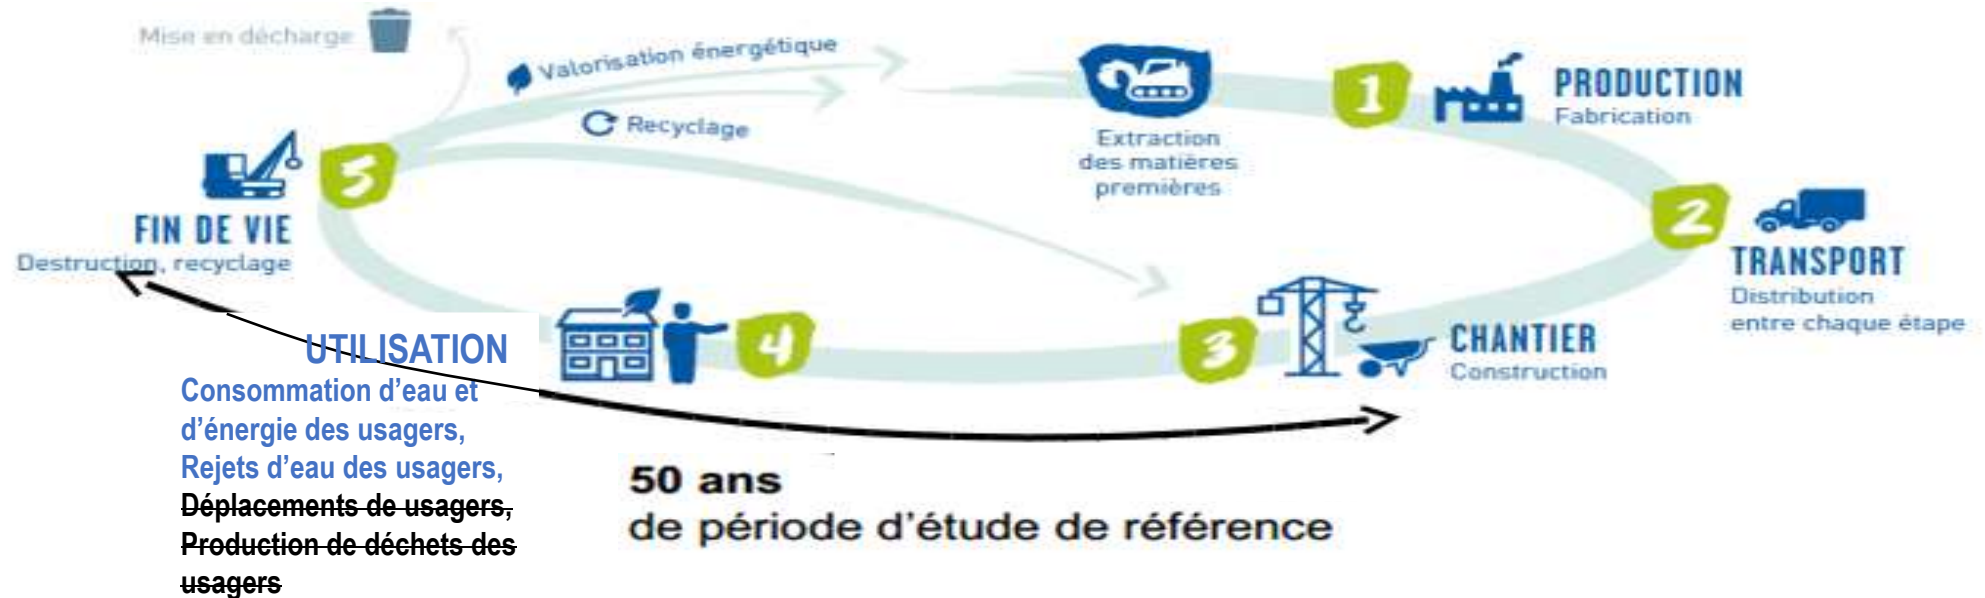 Mise en décharge
Valorisation énergétique
Recyclage
Extraction
des matières
premières
1
PRODUCTION
Fabrication
2
TRANSPORT
Distribution
entre chaque étape
3
CHANTIER
Construction
4
UTILISATION
Consommation d'eau et
d'énergie des usagers,
Rejets d'eau des usagers,
Déplacements de usagers,
Production de déchets des
usagers
5
FIN DE VIE
Destruction, recyclage
50 ans
de période d'étude de référence